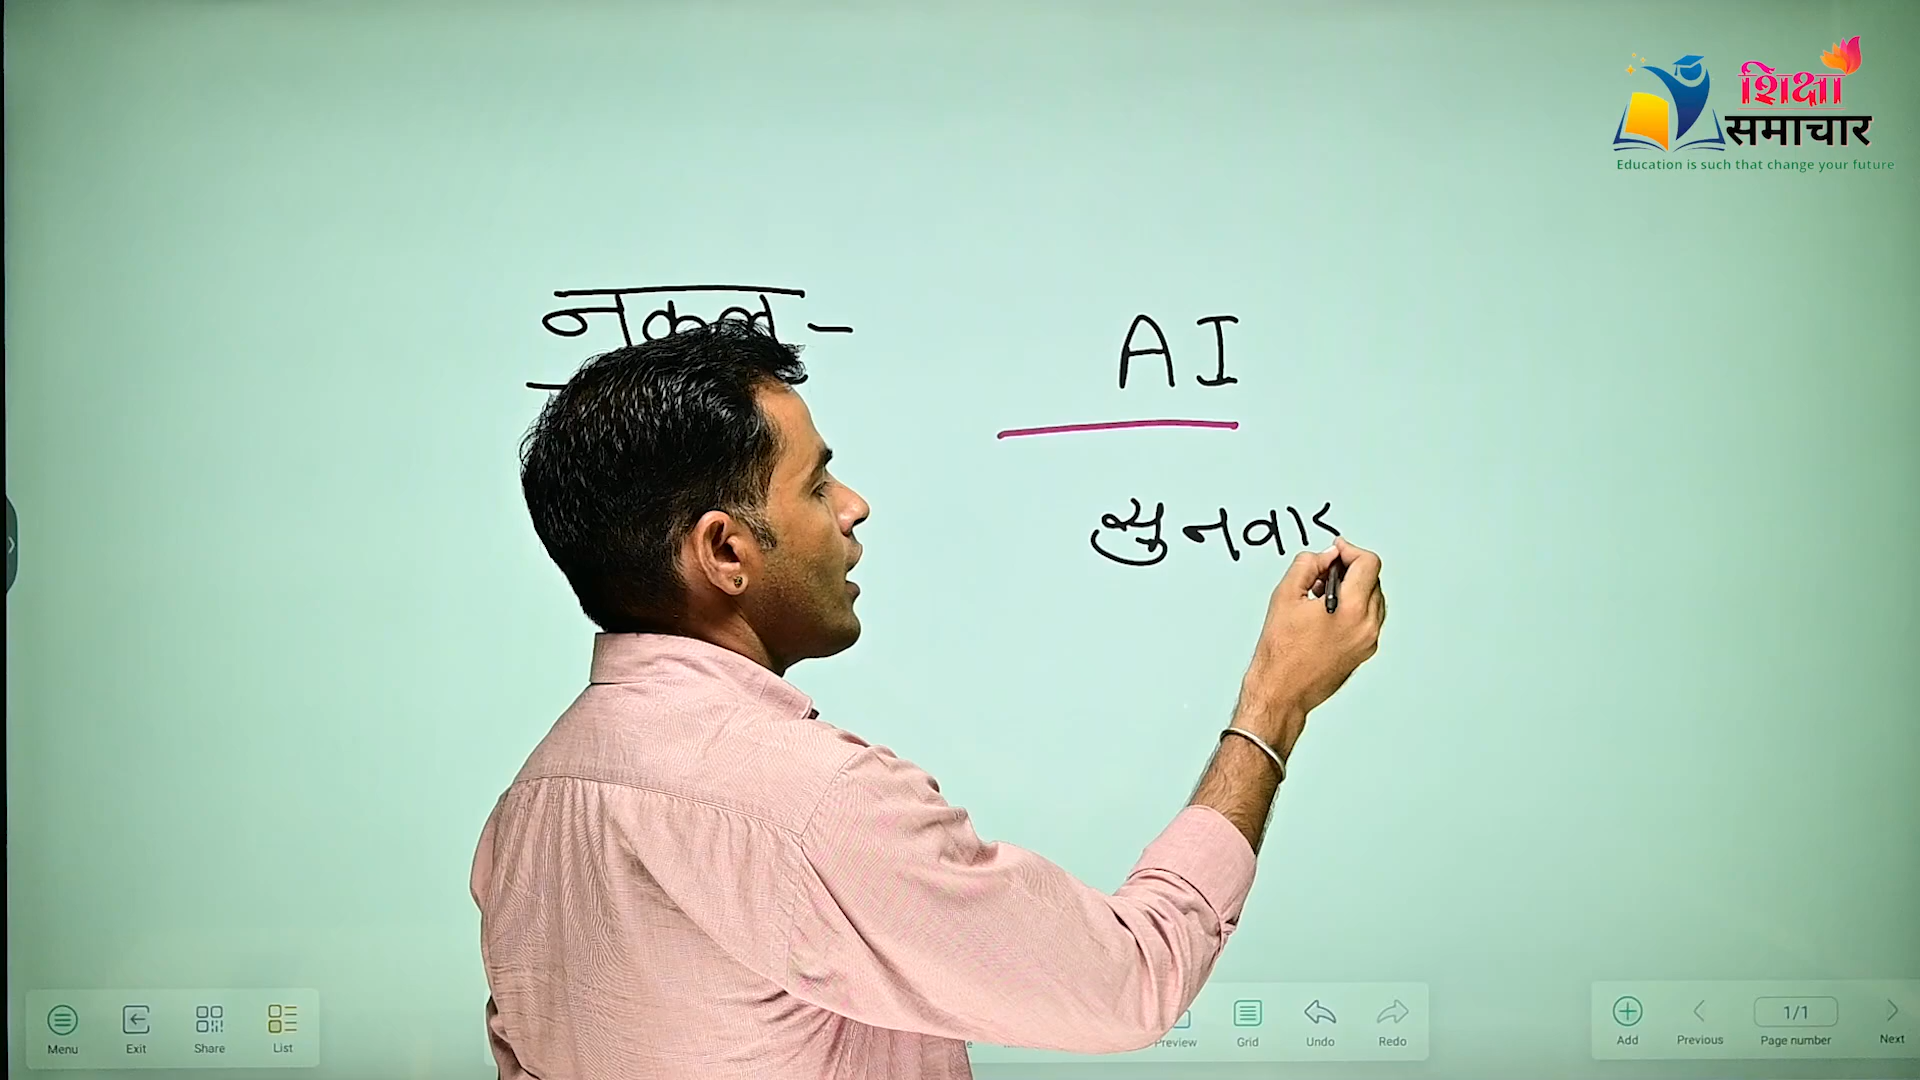 शिक्षा
समाचार
Education is such that change your future
नकल –
AI
सुनवार
Menu
Exit
Share
List
Preview
Grid
Undo
Redo
Add
Previous
1/1
Page number
Next